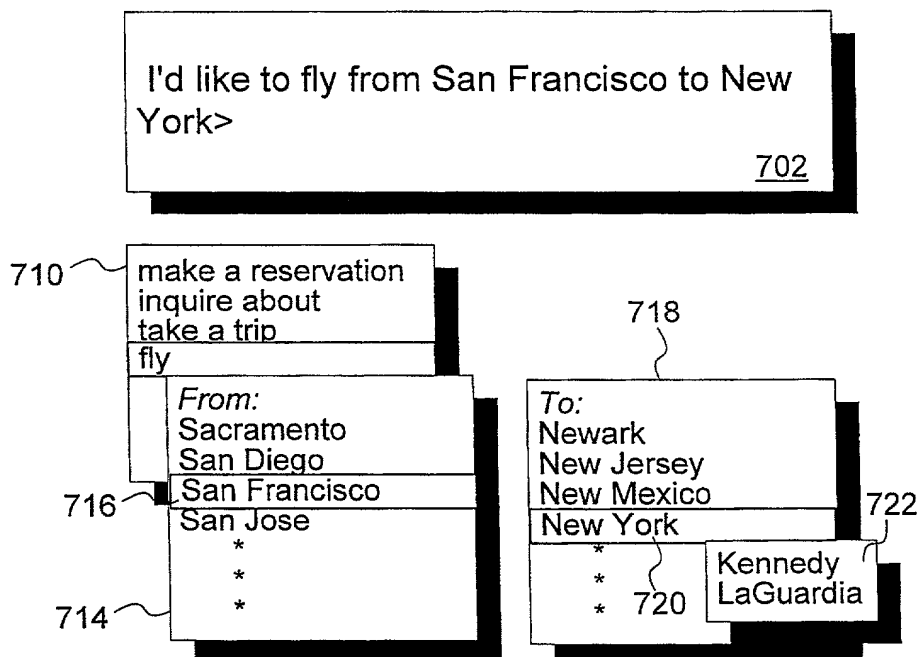 I'd like to fly from San Francisco to New
York>
702
710
make a reservation
inquire about
take a trip
fly
From:
Sacramento
San Diego
716
San Francisco
San Jose
*
*
*
714
718
To:
Newark
New Jersey
New Mexico
New York
*
*
*
720
722
Kennedy
LaGuardia